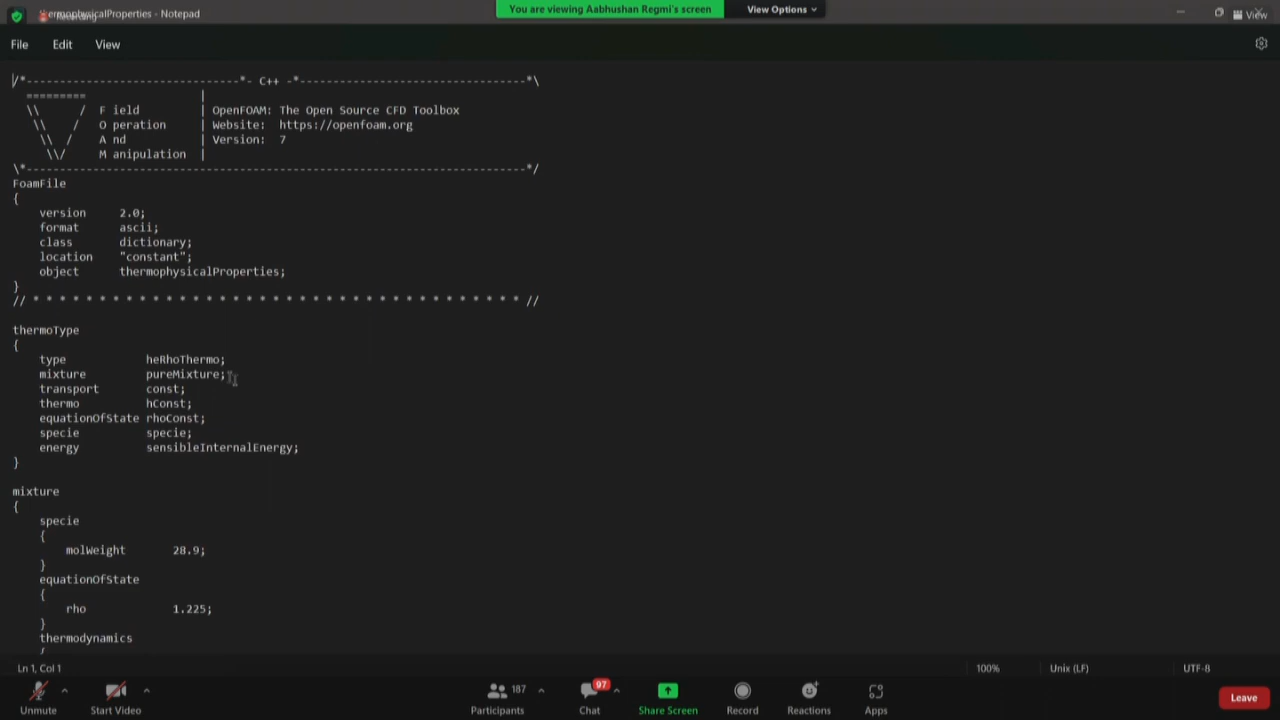 thermophysicalProperties - Notepad
You are viewing Aabhushan Regmi's screen
View Options
View
File Edit View
/*--------------------------------*- C++ -*----------------------------------*\
========= |
\\ / F ield | OpenFOAM: The Open Source CFD Toolbox
\\ / O peration | Website: https://openfoam.org
\\ / A nd | Version: 7
\\/ M anipulation |
\*---------------------------------------------------------------------------*/
FoamFile
{
version 2.0;
format ascii;
class dictionary;
location "constant";
object thermophysicalProperties;
}
// * * * * * * * * * * * * * * * * * * * * * * * * * * * * * * * * * * * * * //
thermoType
{
type heRhoThermo;
mixture pureMixture;
transport const;
thermo hConst;
equationOfState rhoConst;
specie specie;
energy sensibleInternalEnergy;
}
mixture
{
specie
{
molWeight 28.9;
}
equationOfState
{
rho 1.225;
}
thermodynamics
{
Ln 1, Col 1 100% Unix (LF) UTF-8
187 97
Unmute Start Video Participants Chat Share Screen Record Reactions Apps Leave